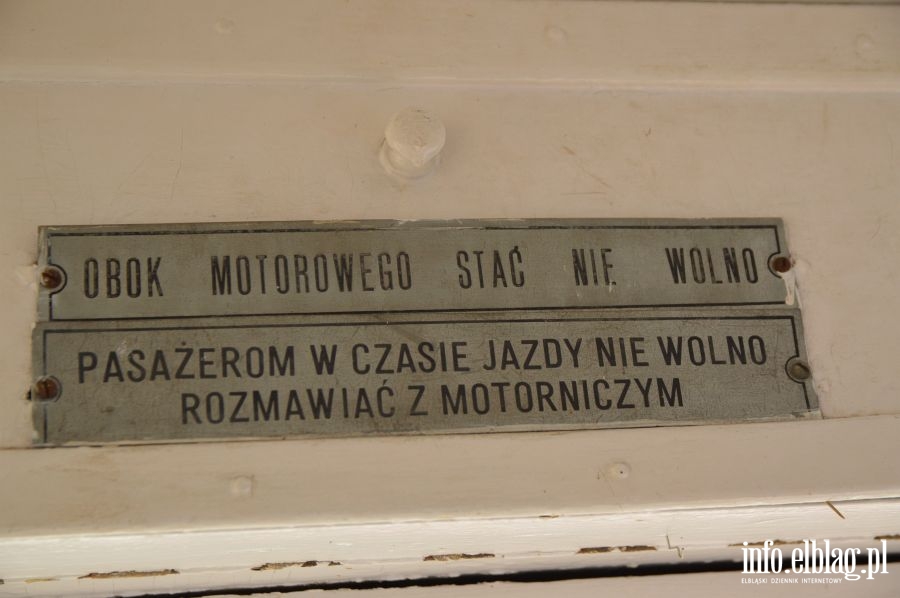 OBOK MOTOROWEGO STAĆ NIE WOLNO
PASAŻEROM W CZASIE JAZDY NIE WOLNO
ROZMAWIAĆ Z MOTORNICZYM
info.elblag.pl
ELBLĄSKI DZIENNIK INTERNETOWY